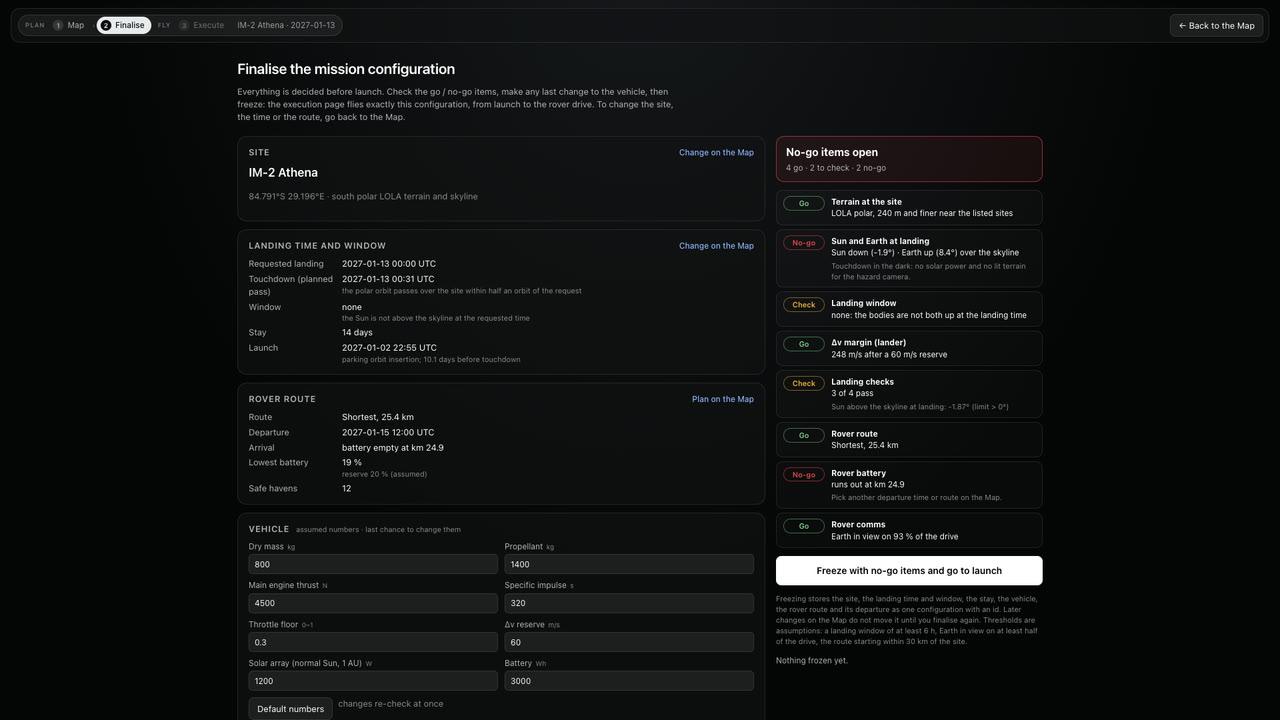 PLAN 1 Map › 2 Finalise FLY 3 Execute IM-2 Athena · 2027-01-13
← Back to the Map
Finalise the mission configuration
Everything is decided before launch. Check the go / no-go items, make any last change to the vehicle, then
freeze: the execution page flies exactly this configuration, from launch to the rover drive. To change the site,
the time or the route, go back to the Map.
SITE
Change on the Map
IM-2 Athena
84.791°S 29.196°E · south polar LOLA terrain and skyline
LANDING TIME AND WINDOW
Change on the Map
Requested landing 2027-01-13 00:00 UTC
Touchdown (planned pass) 2027-01-13 00:31 UTC
the polar orbit passes over the site within half an orbit of the request
Window none
the Sun is not above the skyline at the requested time
Stay 14 days
Launch 2027-01-02 22:55 UTC
parking orbit insertion; 10.1 days before touchdown
ROVER ROUTE
Plan on the Map
Route Shortest, 25.4 km
Departure 2027-01-15 12:00 UTC
Arrival battery empty at km 24.9
Lowest battery 19 %
reserve 20 % (assumed)
Safe havens 12
VEHICLE assumed numbers · last chance to change them
Dry mass kg
800
Propellant kg
1400
Main engine thrust N
4500
Specific impulse s
320
Throttle floor 0–1
0.3
Δv reserve m/s
60
Solar array (normal Sun, 1 AU) W
1200
Battery Wh
3000
Default numbers
changes re-check at once
No-go items open
4 go · 2 to check · 2 no-go
Go
Terrain at the site
LOLA polar, 240 m and finer near the listed sites
No-go
Sun and Earth at landing
Sun down (-1.9°) · Earth up (8.4°) over the skyline
Touchdown in the dark: no solar power and no lit terrain
for the hazard camera.
Check
Landing window
none: the bodies are not both up at the landing time
Go
Δv margin (lander)
248 m/s after a 60 m/s reserve
Check
Landing checks
3 of 4 pass
Sun above the skyline at landing: -1.87° (limit > 0°)
Go
Rover route
Shortest, 25.4 km
No-go
Rover battery
runs out at km 24.9
Pick another departure time or route on the Map.
Go
Rover comms
Earth in view on 93 % of the drive
Freeze with no-go items and go to launch
Freezing stores the site, the landing time and window, the stay, the vehicle,
the rover route and its departure as one configuration with an id. Later
changes on the Map do not move it until you finalise again. Thresholds are
assumptions: a landing window of at least 6 h, Earth in view on at least half
of the drive, the route starting within 30 km of the site.
Nothing frozen yet.